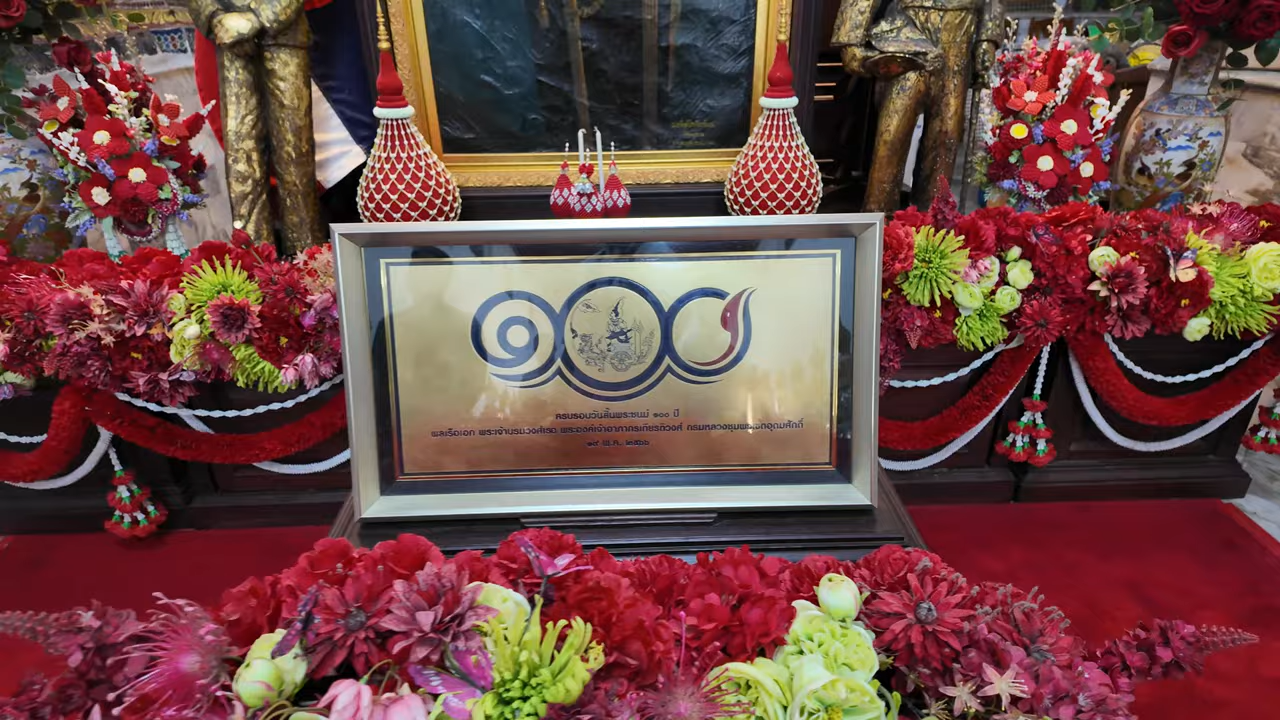 ๑๐๐
ครบรอบวันสิ้นพระชนม์ ๑๐๐ ปี
พลเรือเอก พระเจ้าบรมวงศ์เธอ พระองค์เจ้าอาภากรเกียรติวงศ์ กรมหลวงชุมพรเขตอุดมศักดิ์
๑๙ พ.ค. ๒๕๖๖